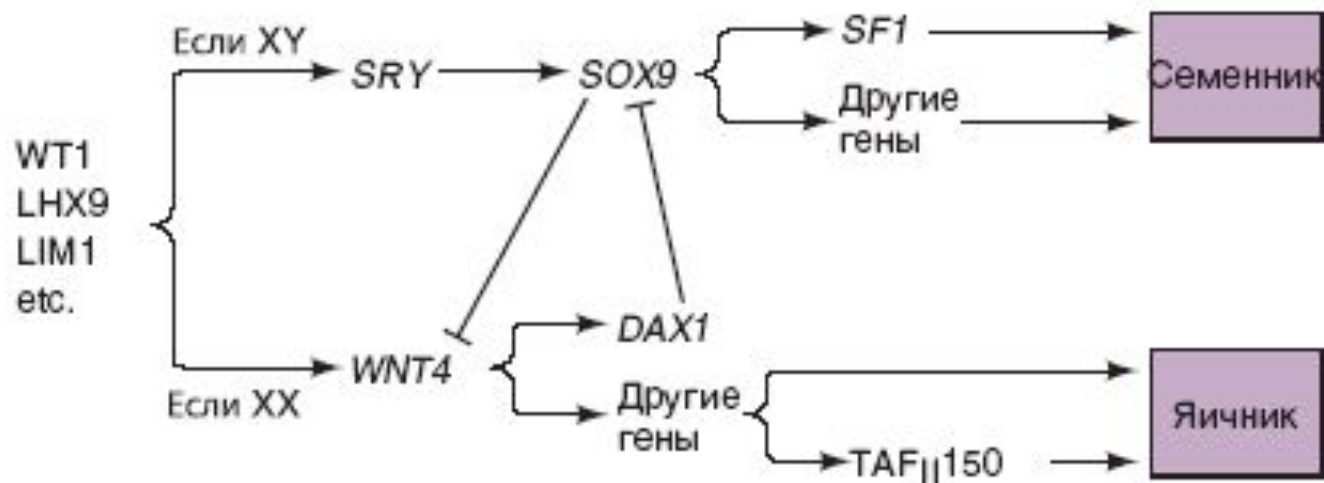 Если XY
SRY
SOX9
SF1
Другие
гены
Семенник
WT1
LHX9
LIM1
etc.
Если XX
WNT4
DAX1
Другие
гены
TAFII150
Яичник